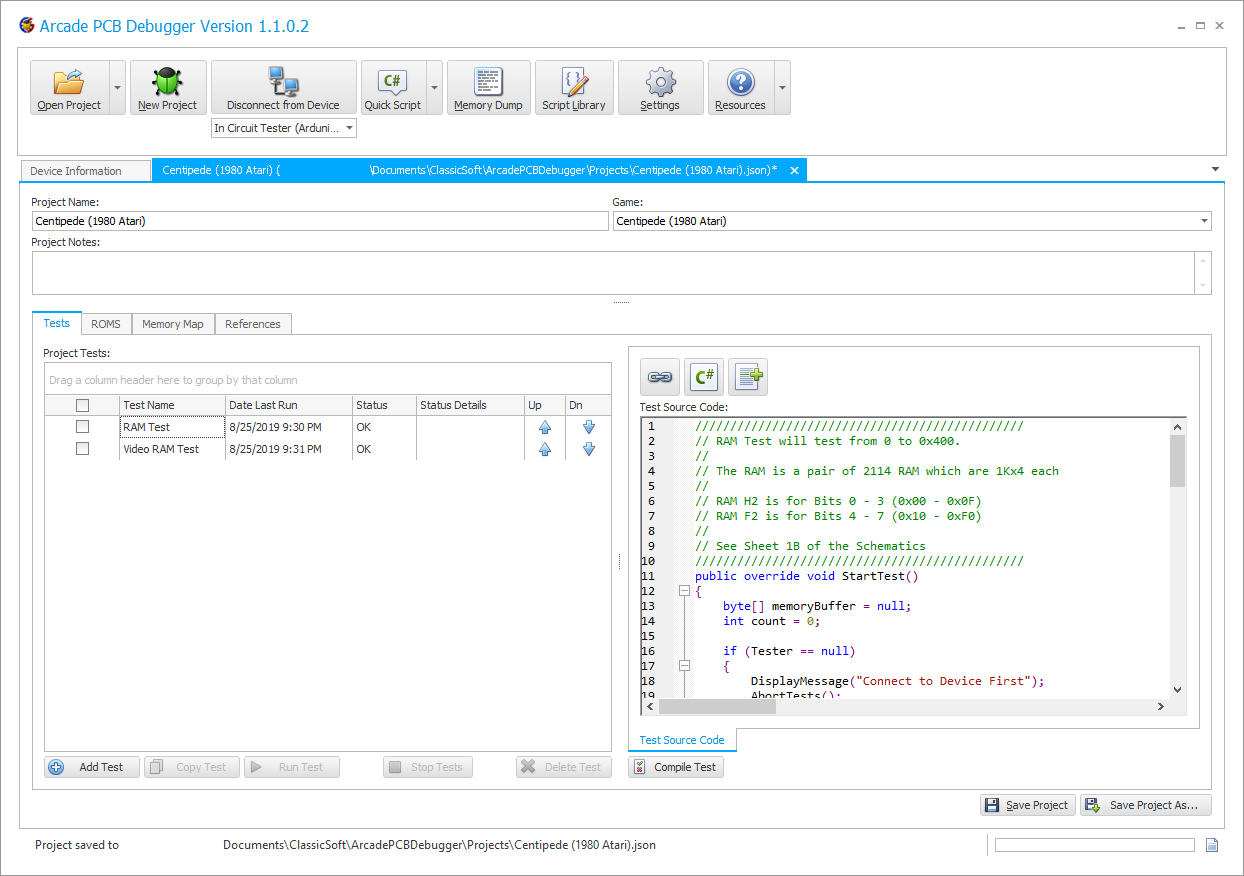 Arcade PCB Debugger Version 1.1.0.2
Open Project
New Project
Disconnect from Device
C#
Quick Script
Memory Dump
Script Library
Settings
Resources
In Circuit Tester (Arduni...
Device Information
Centipede (1980 Atari) ( \Documents\ClassicSoft\ArcadePCBDebugger\Projects\Centipede (1980 Atari).json)*
Project Name:
Game:
Centipede (1980 Atari)
Centipede (1980 Atari)
Project Notes:
Tests
ROMS
Memory Map
References
Project Tests:
Drag a column header here to group by that column
Test Name Date Last Run Status Status Details Up Dn
RAM Test 8/25/2019 9:30 PM OK
Video RAM Test 8/25/2019 9:31 PM OK
C#
Test Source Code:
1 ///////////////////////////////////////////////
2 // RAM Test will test from 0 to 0x400.
3 //
4 // The RAM is a pair of 2114 RAM which are 1Kx4 each
5 //
6 // RAM H2 is for Bits 0 - 3 (0x00 - 0x0F)
7 // RAM F2 is for Bits 4 - 7 (0x10 - 0xF0)
8 //
9 // See Sheet 1B of the Schematics
10 ///////////////////////////////////////////////
11 public override void StartTest()
12 {
13 byte[] memoryBuffer = null;
14 int count = 0;
15
16 if (Tester == null)
17 {
18 DisplayMessage("Connect to Device First");
19 AbortTests();
Test Source Code
Add Test
Copy Test
Run Test
Stop Tests
Delete Test
Compile Test
Save Project
Save Project As...
Project saved to Documents\ClassicSoft\ArcadePCBDebugger\Projects\Centipede (1980 Atari).json